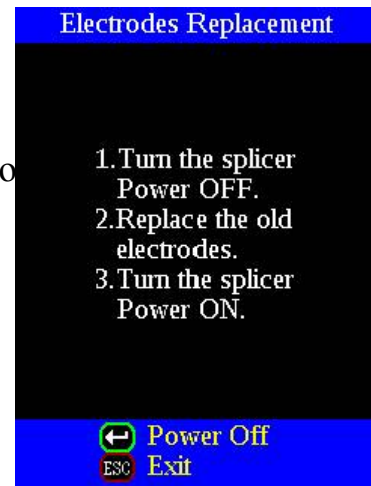 Electrodes Replacement
o
1.Turn the splicer
Power OFF.
2.Replace the old
electrodes.
3.Turn the splicer
Power ON.
Power Off
ESC Exit